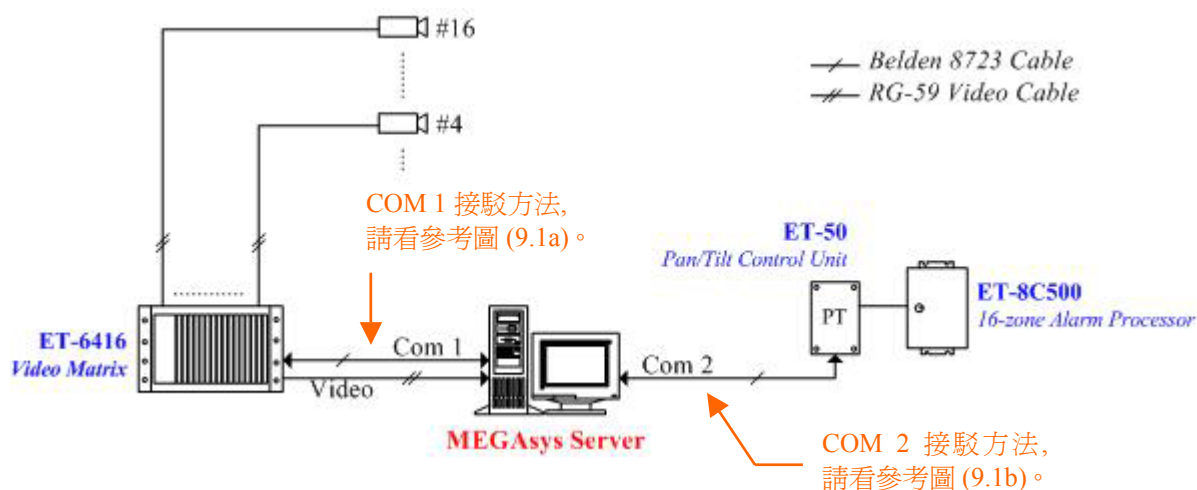 #16
Belden 8723 Cable
RG-59 Video Cable
#4
COM 1 接駁方法,
請看參考圖 (9.1a)。
ET-50
Pan/Tilt Control Unit
ET-8C500
16-zone Alarm Processor
PT
ET-6416
Video Matrix
Com 1
Video
Com 2
MEGAsys Server
COM 2 接駁方法,
請看參考圖 (9.1b)。